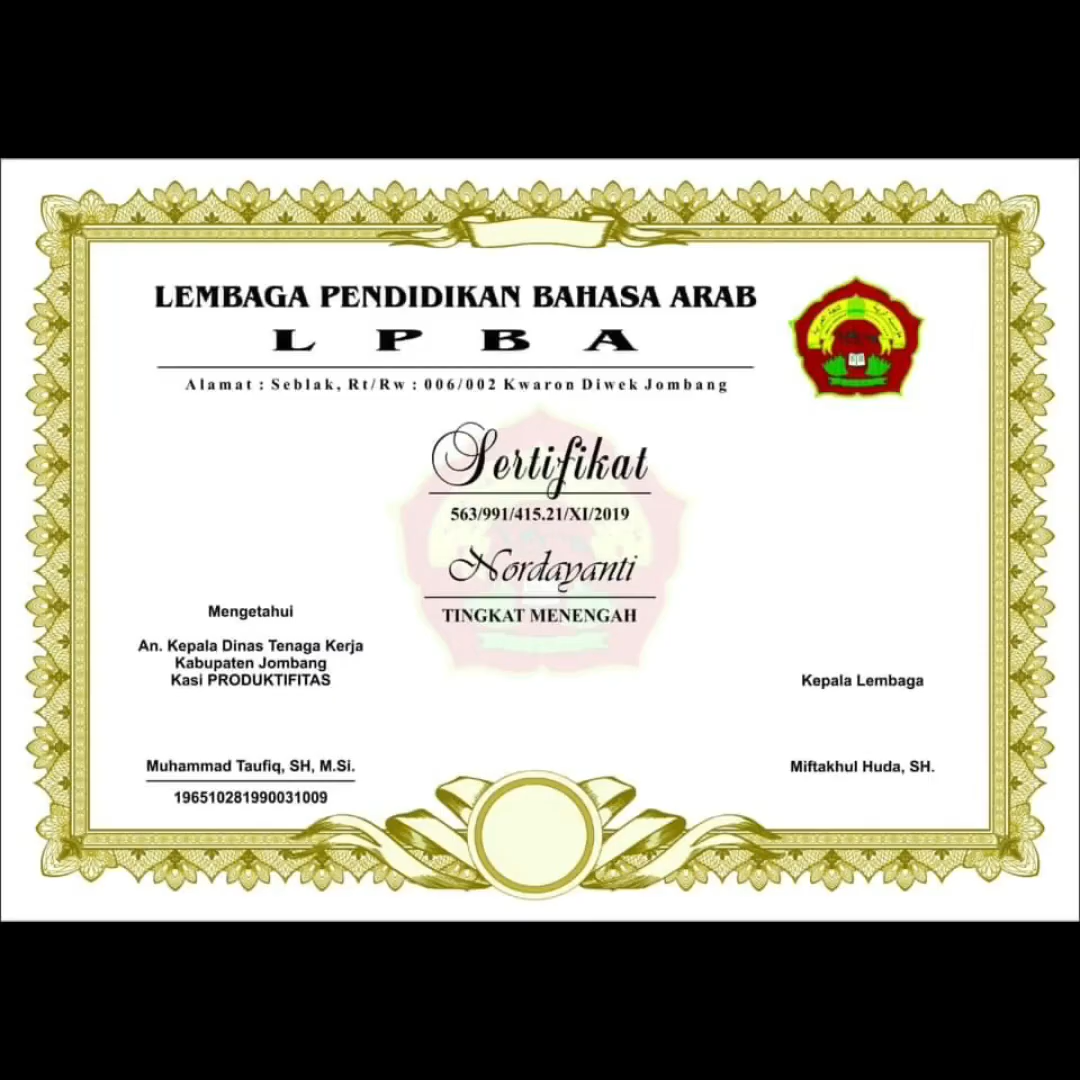 LEMBAGA PENDIDIKAN BAHASA ARAB
L P B A
Alamat : Seblak, Rt/Rw : 006/002 Kwaron Diwek Jombang
Sertifikat
563/991/415.21/XI/2019
Nordayanti
TINGKAT MENENGAH
Mengetahui
An. Kepala Dinas Tenaga Kerja
Kabupaten Jombang
Kasi PRODUKTIFITAS
Muhammad Taufiq, SH, M.Si.
196510281990031009
Kepala Lembaga
Miftakhul Huda, SH.